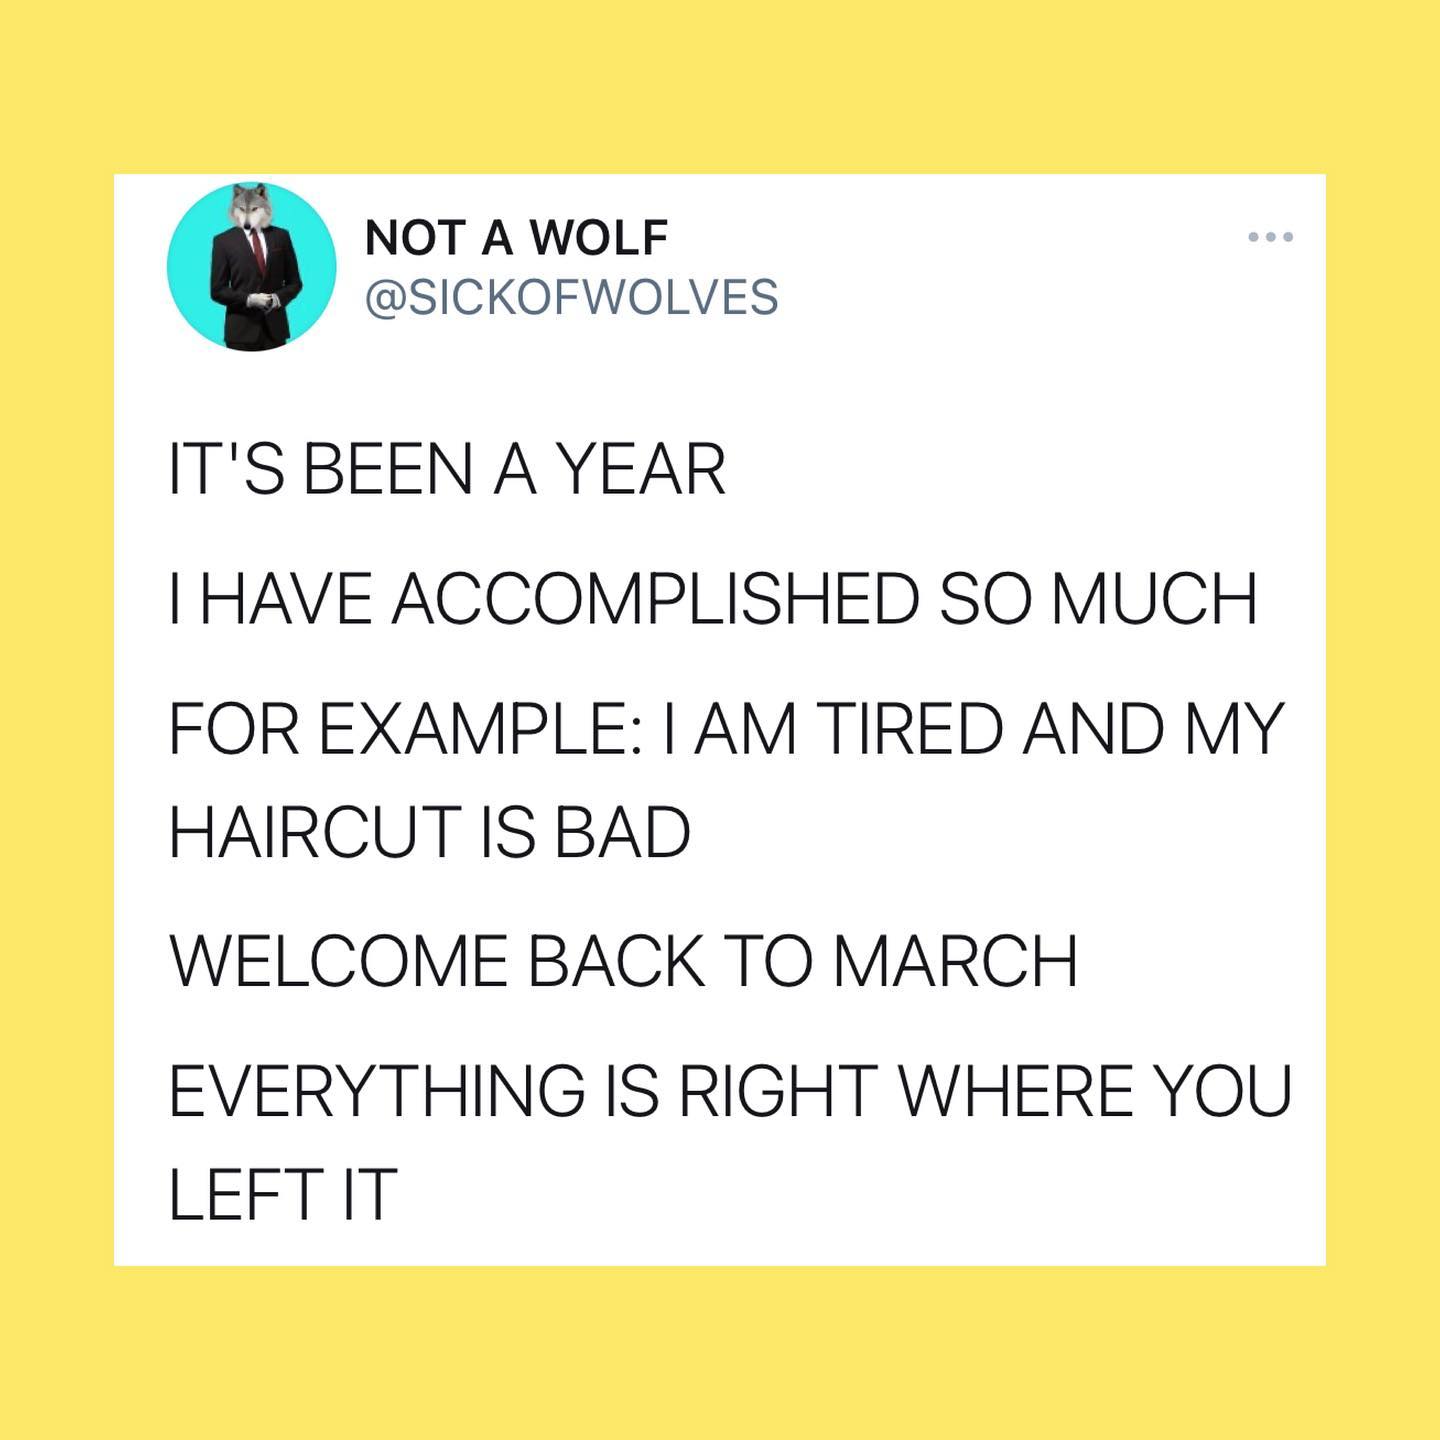 NOT A WOLF
@SICKOFWOLVES
IT'S BEEN A YEAR
I HAVE ACCOMPLISHED SO MUCH
FOR EXAMPLE: I AM TIRED AND MY
HAIRCUT IS BAD
WELCOME BACK TO MARCH
EVERYTHING IS RIGHT WHERE YOU
LEFT IT